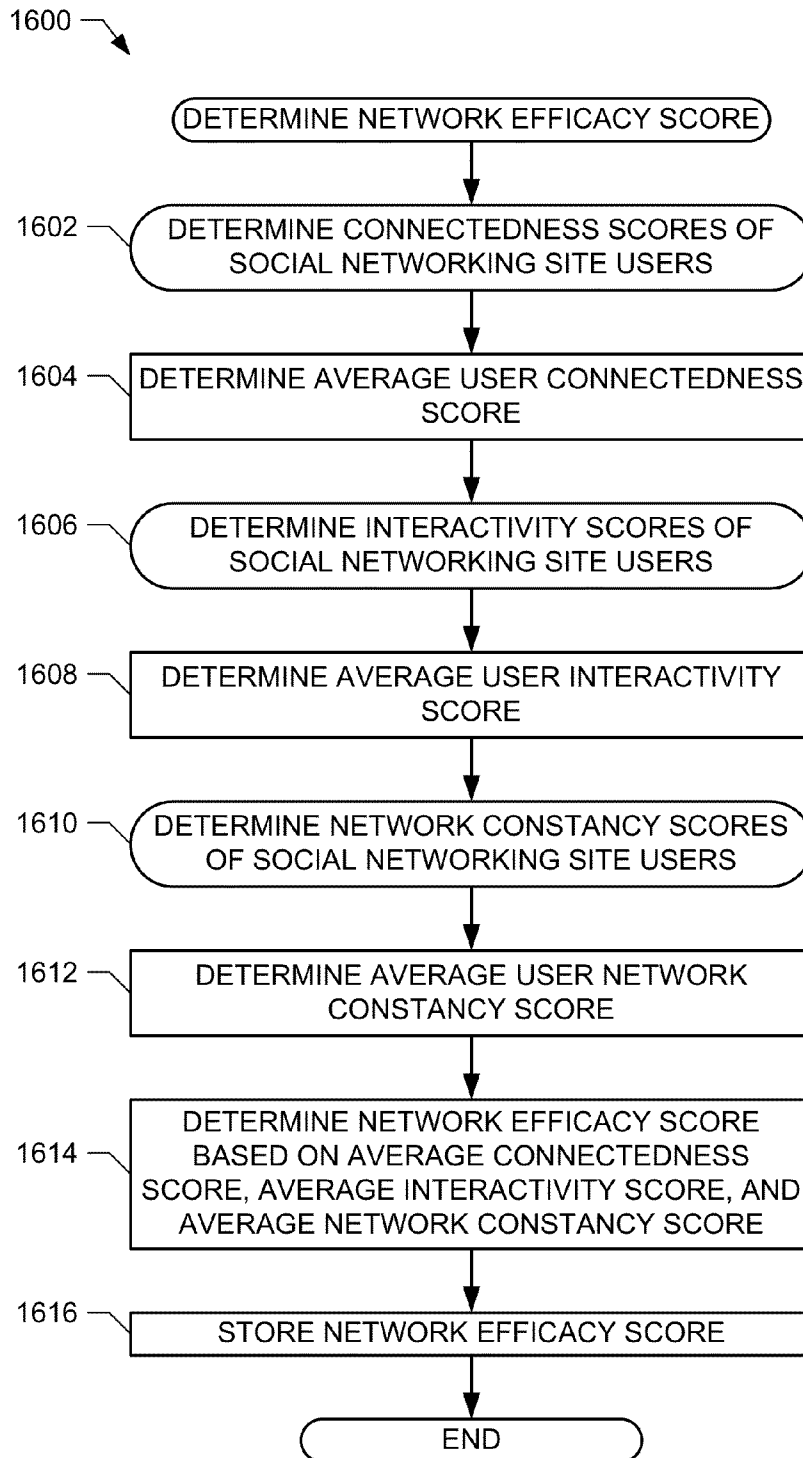 1600
DETERMINE NETWORK EFFICACY SCORE
1602
DETERMINE CONNECTEDNESS SCORES OF
SOCIAL NETWORKING SITE USERS
1604
DETERMINE AVERAGE USER CONNECTEDNESS
SCORE
1606
DETERMINE INTERACTIVITY SCORES OF
SOCIAL NETWORKING SITE USERS
1608
DETERMINE AVERAGE USER INTERACTIVITY
SCORE
1610
DETERMINE NETWORK CONSTANCY SCORES
OF SOCIAL NETWORKING SITE USERS
1612
DETERMINE AVERAGE USER NETWORK
CONSTANCY SCORE
1614
DETERMINE NETWORK EFFICACY SCORE
BASED ON AVERAGE CONNECTEDNESS
SCORE, AVERAGE INTERACTIVITY SCORE, AND
AVERAGE NETWORK CONSTANCY SCORE
1616
STORE NETWORK EFFICACY SCORE
END